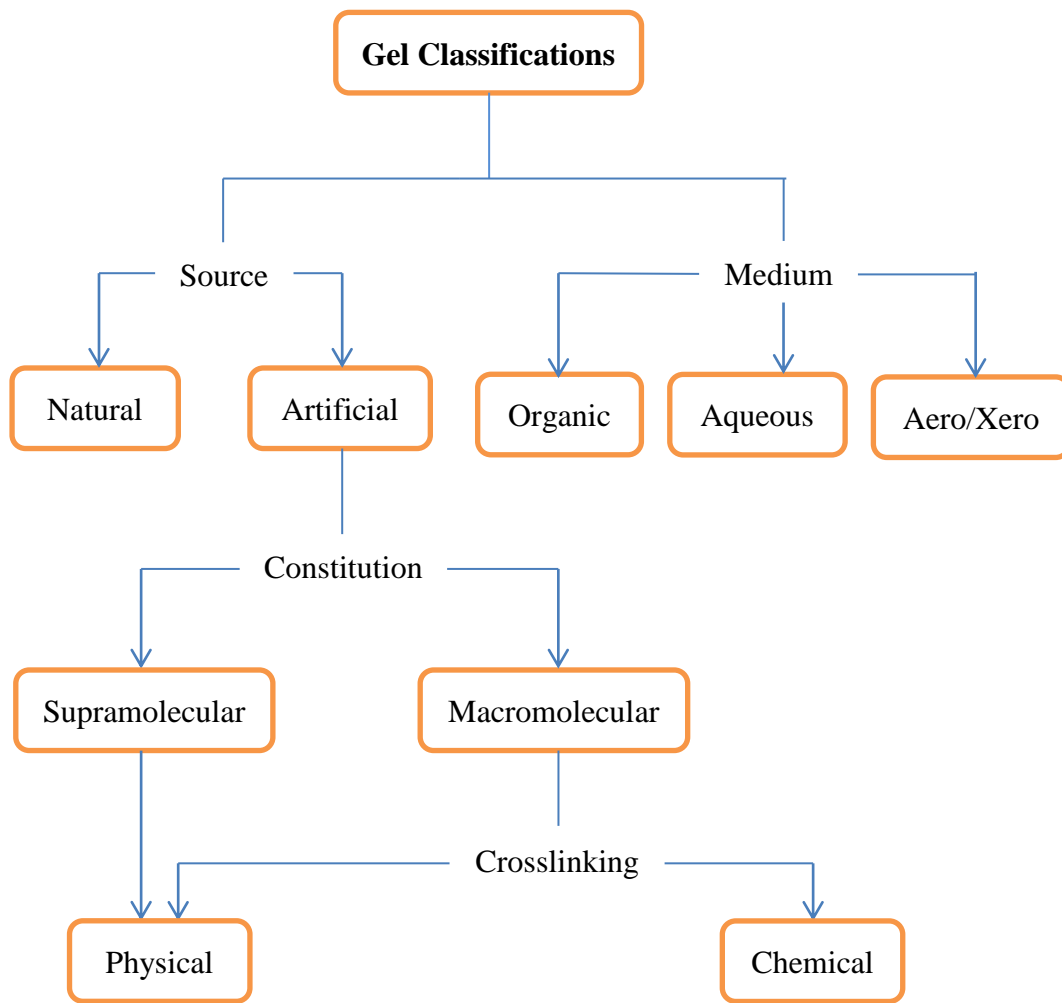 Gel Classifications
Source
Medium
Natural
Artificial
Organic
Aqueous
Aero/Xero
Constitution
Supramolecular
Macromolecular
Crosslinking
Physical
Chemical